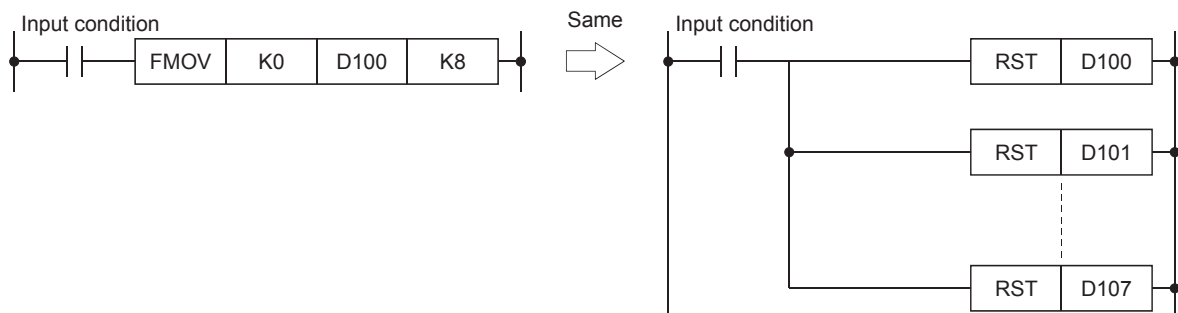 Input condition
FMOV K0 D100 K8
Same
Input condition
RST D100
RST D101
RST D107